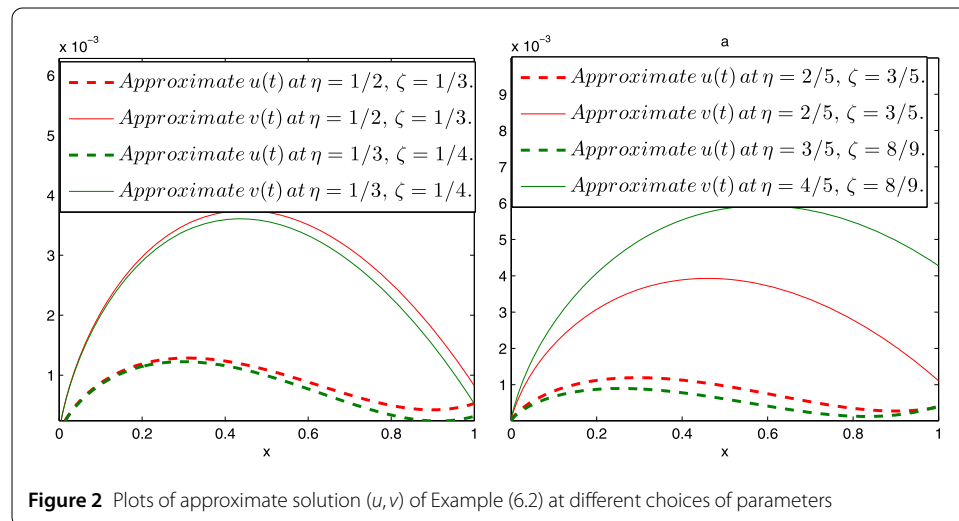 x 10⁻³
6
5
4
3
2
1
0
0.2
0.4
0.6
0.8
1
x
Approximate u(t) at η = 1/2, ζ = 1/3.
Approximate v(t) at η = 1/2, ζ = 1/3.
Approximate u(t) at η = 1/3, ζ = 1/4.
Approximate v(t) at η = 1/3, ζ = 1/4.
x 10⁻³
a
9
8
7
6
5
4
3
2
1
0
0.2
0.4
0.6
0.8
1
x
Approximate u(t) at η = 2/5, ζ = 3/5.
Approximate v(t) at η = 2/5, ζ = 3/5.
Approximate u(t) at η = 3/5, ζ = 8/9.
Approximate v(t) at η = 4/5, ζ = 8/9.
Figure 2 Plots of approximate solution (u, v) of Example (6.2) at different choices of parameters